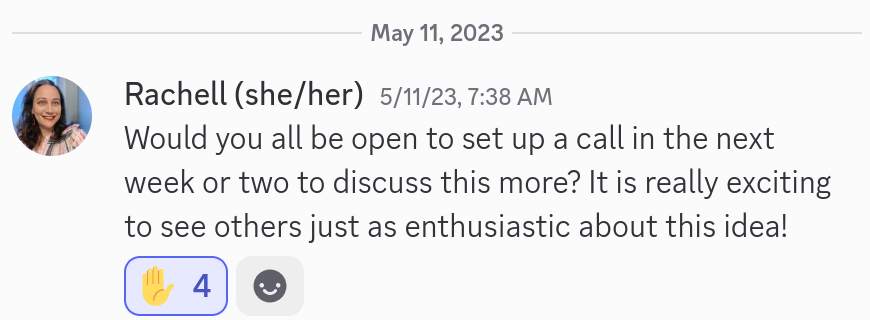 May 11, 2023
Rachell (she/her) 5/11/23, 7:38 AM
Would you all be open to set up a call in the next
week or two to discuss this more? It is really exciting
to see others just as enthusiastic about this idea!
4